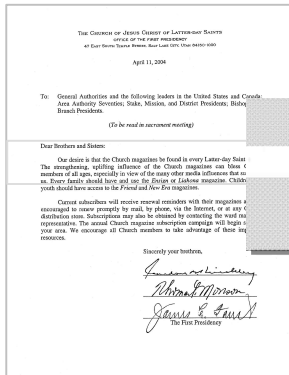 THE CHURCH OF JESUS CHRIST OF LATTER-DAY SAINTS
OFFICE OF THE FIRST PRESIDENCY
47 EAST SOUTH TEMPLE STREET, SALT LAKE CITY, UTAH 84150-1000
April 11, 2004
To: General Authorities and the following leaders in the United States and Canada:
Area Authority Seventies; Stake, Mission, and District Presidents;
Branch Presidents.
(To be read in sacrament meeting)
Dear Brothers and Sisters:
Our desire is that the Church magazines be found in every Latter-day Saint
The strengthening, uplifting influence of the Church magazines can bless
members of all ages, especially in view of the many other media influences that
us. Every family should have and use the Ensign or Liahona magazine.
youth should have access to the Friend and New Era magazines.
Current subscribers will receive renewal reminders with their magazines
encouraged to renew promptly by mail, by phone, via the Internet, or at any
distribution store. Subscriptions may also be obtained by contacting the ward
representative. The annual Church magazine subscription campaign will begin
your area. We encourage all Church members to take advantage of these
resources.
Sincerely your brethren,
Thomas S. Monson
James E. Faust
The First Presidency